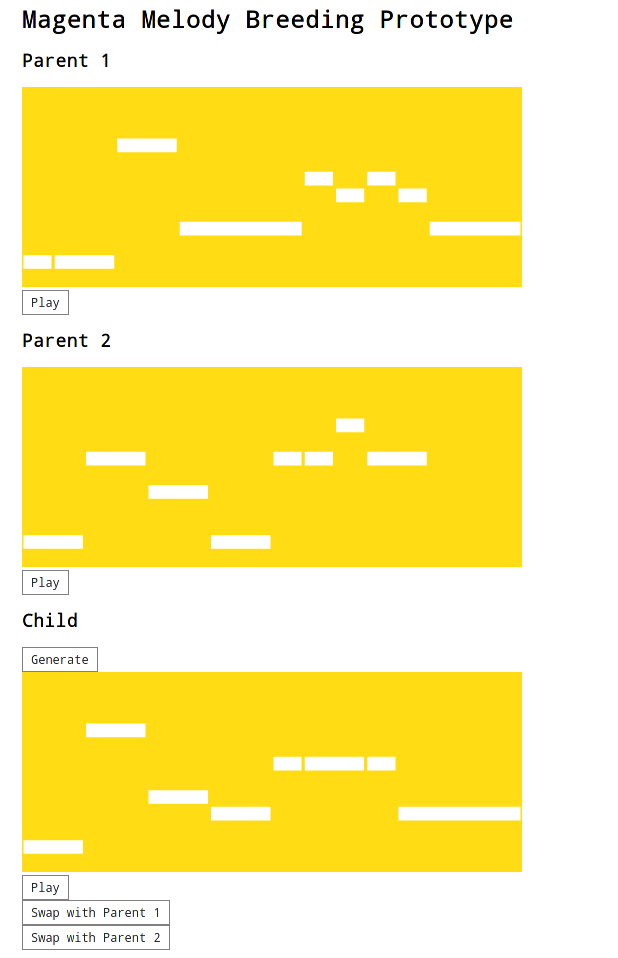 Magenta Melody Breeding Prototype
Parent 1
Play
Parent 2
Play
Child
Generate
Play
Swap with Parent 1
Swap with Parent 2